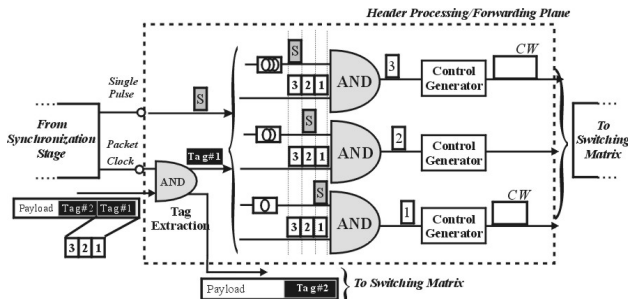 Header Processing/Forwarding Plane
Single
Pulse
S
From
Synchronization
Stage
Packet
Clock
Tag#1
AND
Tag
Extraction
Payload Tag#2 Tag#1
3 2 1
S
3 2 1
AND
3
Control
Generator
CW
S
3 2 1
AND
2
Control
Generator
S
3 2 1
AND
1
Control
Generator
CW
To
Switching
Matrix
Payload Tag#2
To Switching Matrix